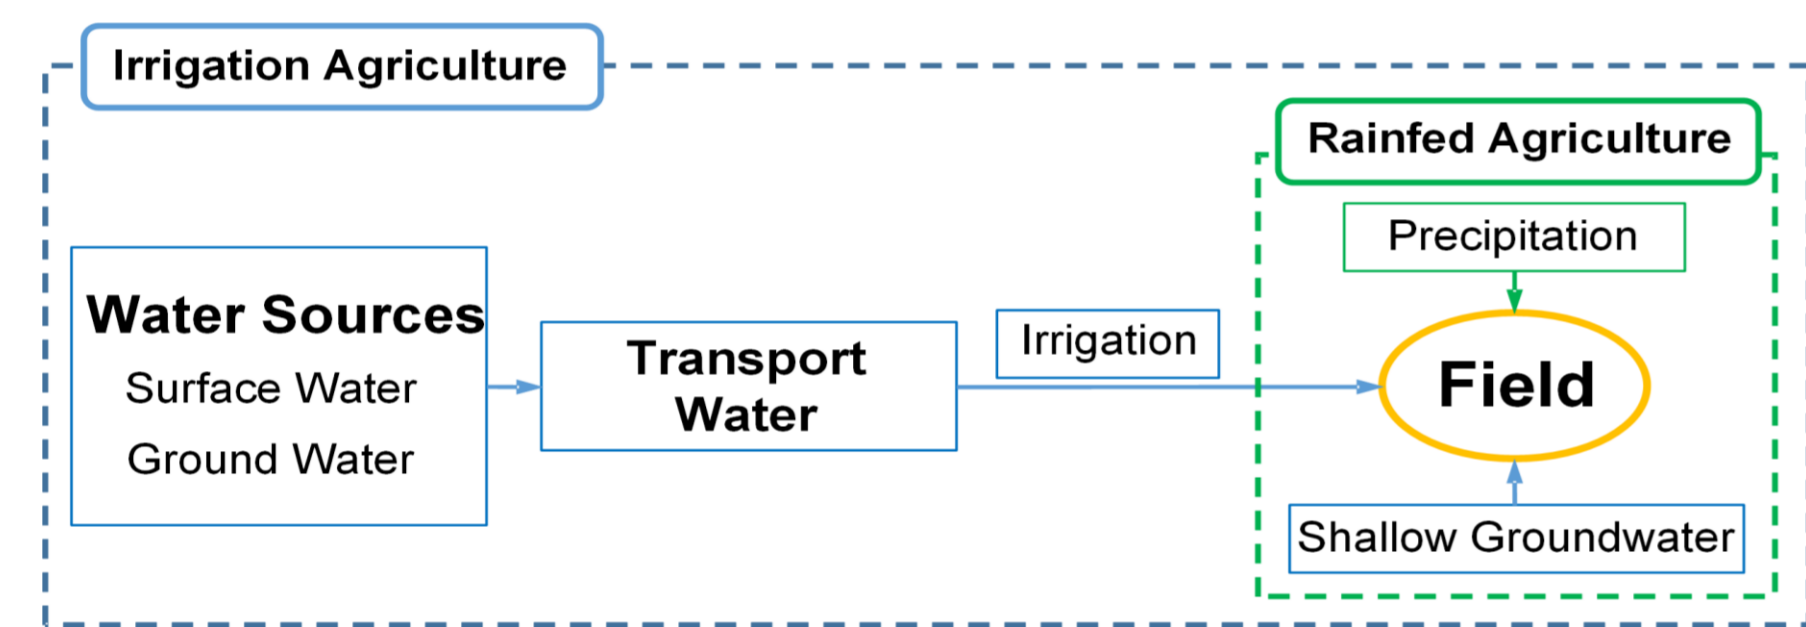 Irrigation Agriculture
Rainfed Agriculture
Precipitation
Water Sources
Surface Water
Ground Water
Transport
Water
Irrigation
Field
Shallow Groundwater